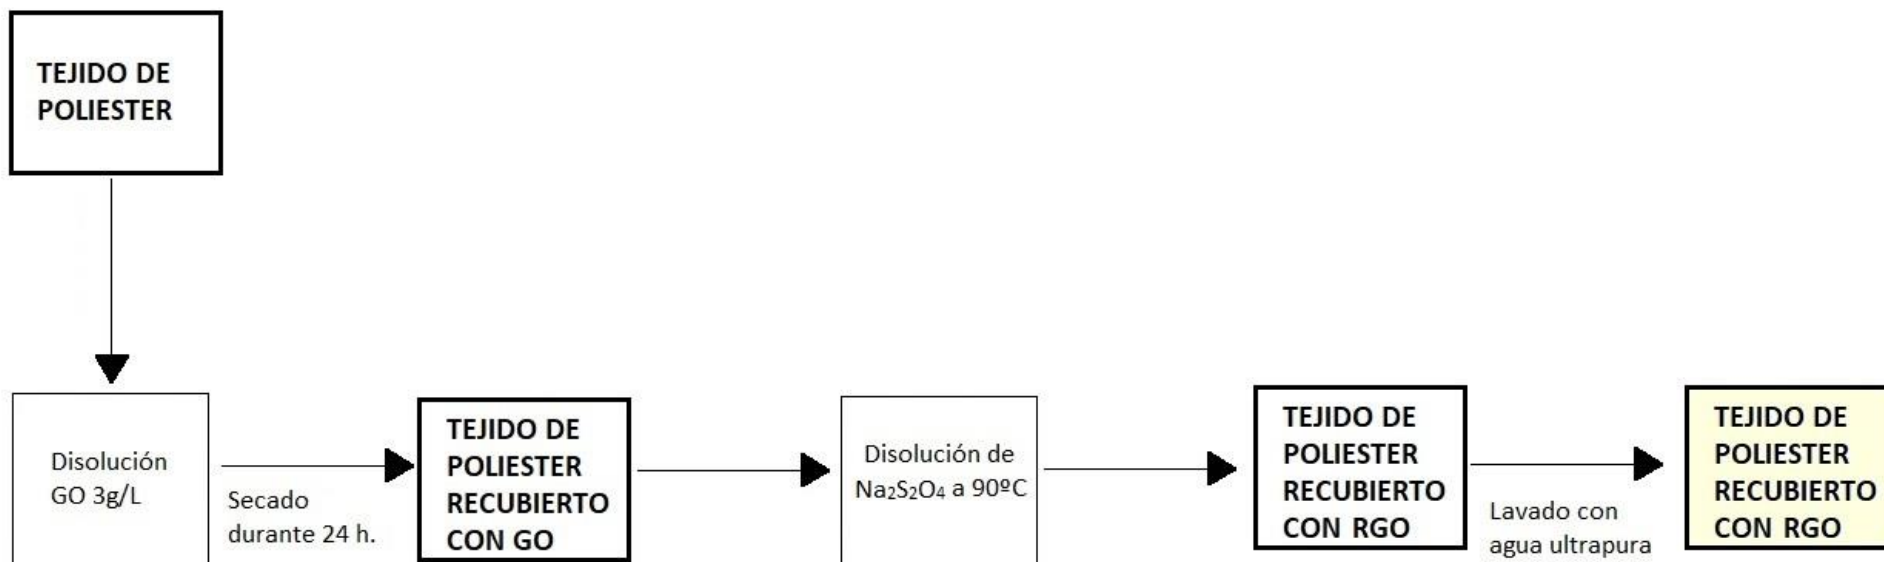 TEJIDO DE
POLIESTER
Disolución
GO 3g/L
Secado
durante 24 h.
TEJIDO DE
POLIESTER
RECUBIERTO
CON GO
Disolución de
Na₂S₂O₄ a 90ºC
TEJIDO DE
POLIESTER
RECUBIERTO
CON RGO
Lavado con
agua ultrapura
TEJIDO DE
POLIESTER
RECUBIERTO
CON RGO